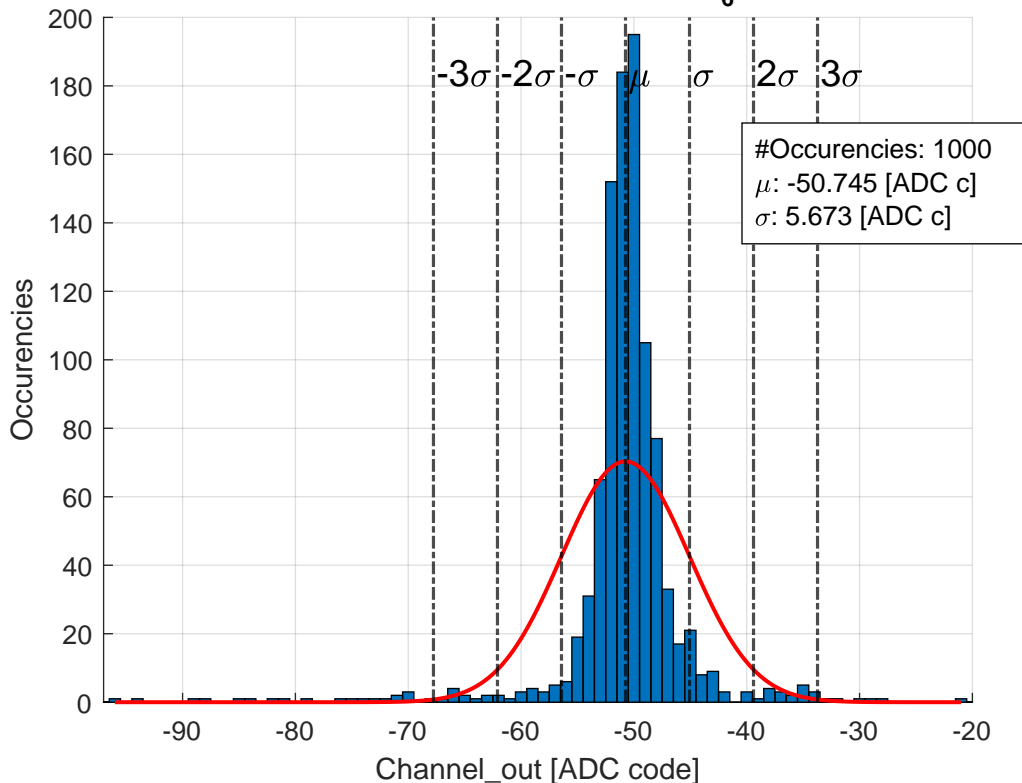 6
200
180
160
140
120
100
80
60
40
20
0
Occurencies
-3σ -2σ -σ μ σ 2σ 3σ
#Occurencies: 1000
μ: -50.745 [ADC c]
σ: 5.673 [ADC c]
-90 -80 -70 -60 -50 -40 -30 -20
Channel_out [ADC code]